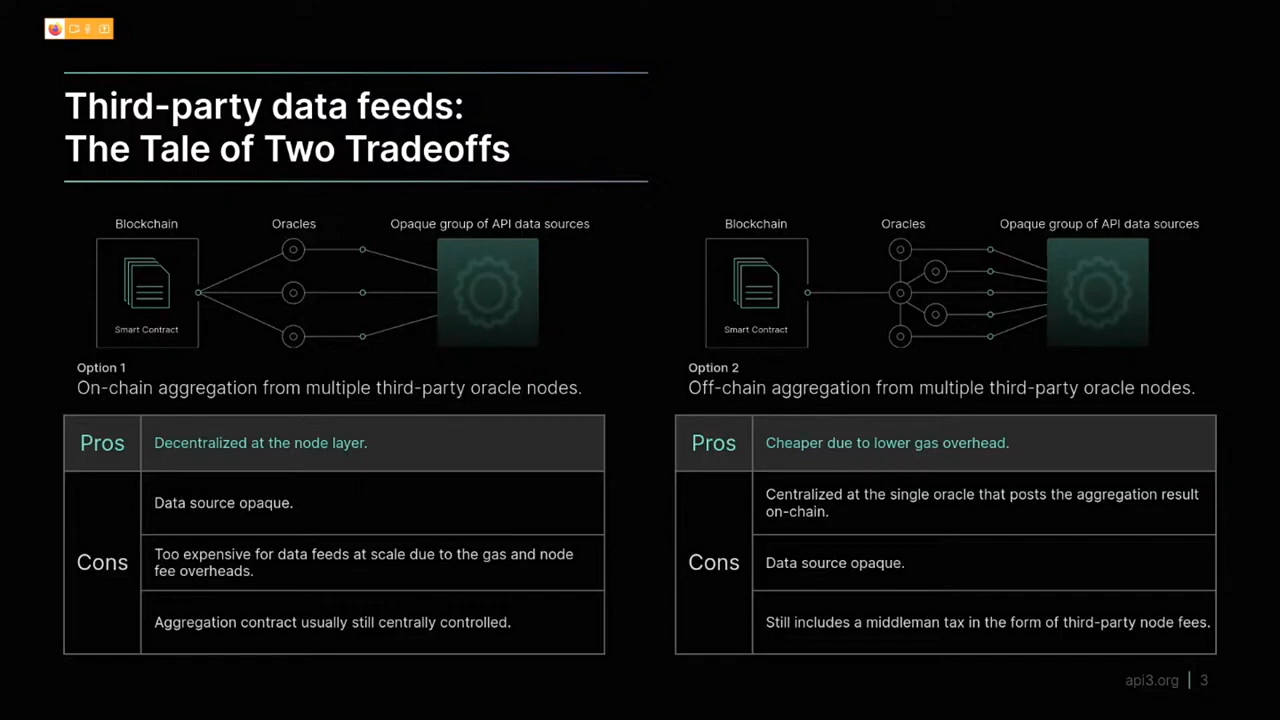 Third-party data feeds:
The Tale of Two Tradeoffs
Blockchain
Oracles
Opaque group of API data sources
Smart Contract
Option 1
On-chain aggregation from multiple third-party oracle nodes.
Pros
Decentralized at the node layer.
Cons
Data source opaque.
Too expensive for data feeds at scale due to the gas and node
fee overheads.
Aggregation contract usually still centrally controlled.
Blockchain
Oracles
Opaque group of API data sources
Smart Contract
Option 2
Off-chain aggregation from multiple third-party oracle nodes.
Pros
Cheaper due to lower gas overhead.
Cons
Centralized at the single oracle that posts the aggregation result
on-chain.
Data source opaque.
Still includes a middleman tax in the form of third-party node fees.
api3.org | 3